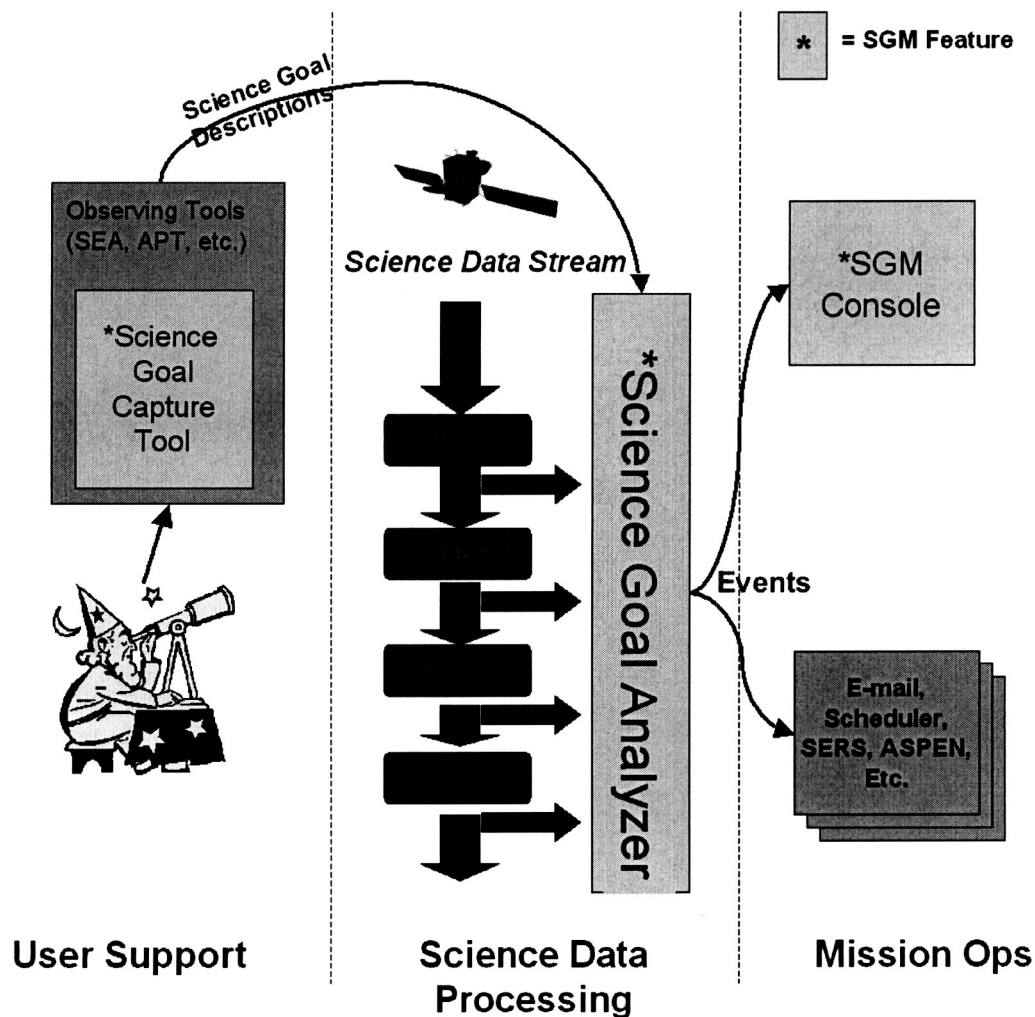 * = SGM Feature
Science Goal
Descriptions
Observing Tools
(SEA, APT, etc.)
*Science
Goal
Capture
Tool
Science Data Stream
*Science Goal Analyzer
*SGM
Console
Events
E-mail,
Scheduler,
SERS, ASPEN,
Etc.
User Support
Science Data
Processing
Mission Ops